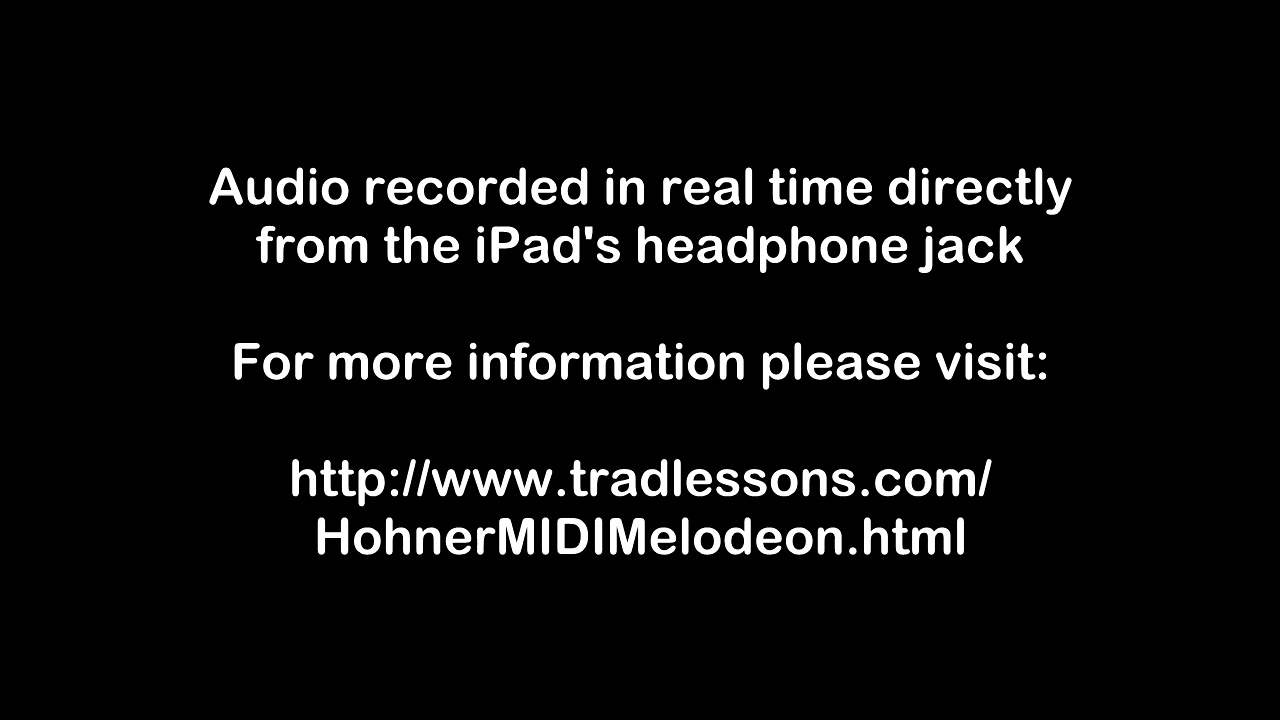 Audio recorded in real time directly
from the iPad's headphone jack
For more information please visit:
http://www.tradlessons.com/
HohnerMIDIMelodeon.html